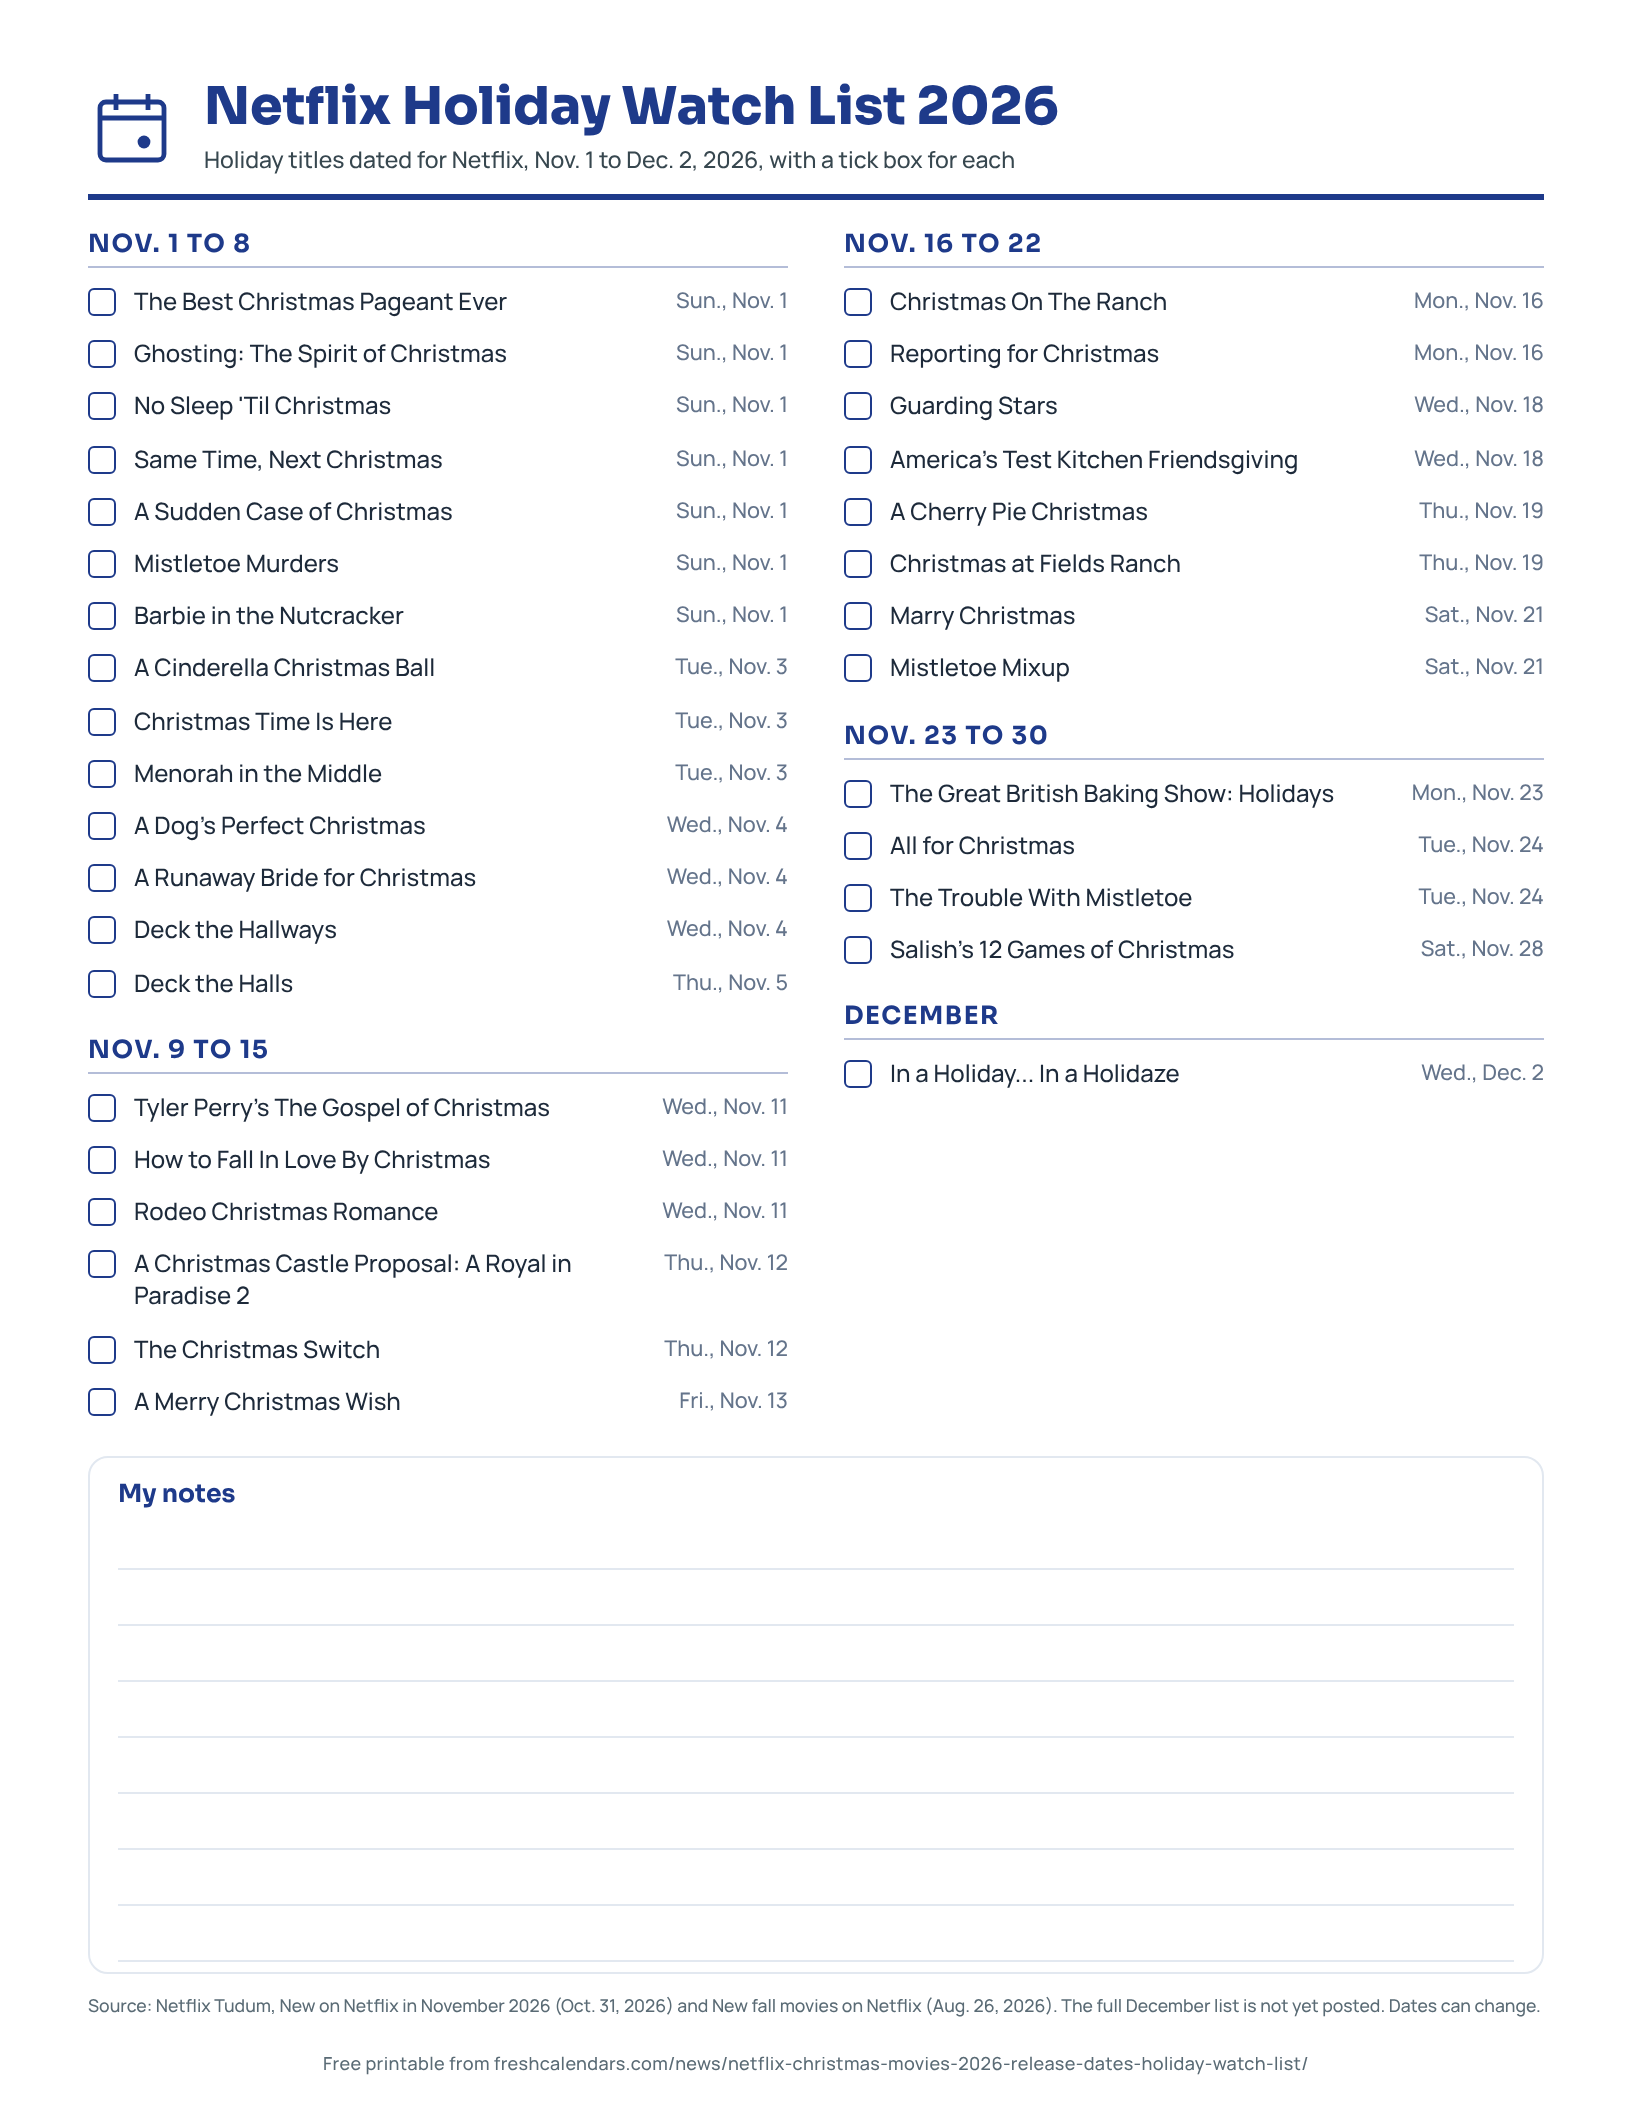 Netflix Holiday Watch List 2026
Holiday titles dated for Netflix, Nov. 1 to Dec. 2, 2026, with a tick box for each
NOV. 1 TO 8
The Best Christmas Pageant Ever Sun., Nov. 1
Ghosting: The Spirit of Christmas Sun., Nov. 1
No Sleep 'Til Christmas Sun., Nov. 1
Same Time, Next Christmas Sun., Nov. 1
A Sudden Case of Christmas Sun., Nov. 1
Mistletoe Murders Sun., Nov. 1
Barbie in the Nutcracker Sun., Nov. 1
A Cinderella Christmas Ball Tue., Nov. 3
Christmas Time Is Here Tue., Nov. 3
Menorah in the Middle Tue., Nov. 3
A Dog’s Perfect Christmas Wed., Nov. 4
A Runaway Bride for Christmas Wed., Nov. 4
Deck the Hallways Wed., Nov. 4
Deck the Halls Thu., Nov. 5
NOV. 9 TO 15
Tyler Perry’s The Gospel of Christmas Wed., Nov. 11
How to Fall In Love By Christmas Wed., Nov. 11
Rodeo Christmas Romance Wed., Nov. 11
A Christmas Castle Proposal: A Royal in Thu., Nov. 12
Paradise 2
The Christmas Switch Thu., Nov. 12
A Merry Christmas Wish Fri., Nov. 13
NOV. 16 TO 22
Christmas On The Ranch Mon., Nov. 16
Reporting for Christmas Mon., Nov. 16
Guarding Stars Wed., Nov. 18
America’s Test Kitchen Friendsgiving Wed., Nov. 18
A Cherry Pie Christmas Thu., Nov. 19
Christmas at Fields Ranch Thu., Nov. 19
Marry Christmas Sat., Nov. 21
Mistletoe Mixup Sat., Nov. 21
NOV. 23 TO 30
The Great British Baking Show: Holidays Mon., Nov. 23
All for Christmas Tue., Nov. 24
The Trouble With Mistletoe Tue., Nov. 24
Salish’s 12 Games of Christmas Sat., Nov. 28
DECEMBER
In a Holiday... In a Holidaze Wed., Dec. 2
My notes
Source: Netflix Tudum, New on Netflix in November 2026 (Oct. 31, 2026) and New fall movies on Netflix (Aug. 26, 2026). The full December list is not yet posted. Dates can change.
Free printable from freshcalendars.com/news/netflix-christmas-movies-2026-release-dates-holiday-watch-list/